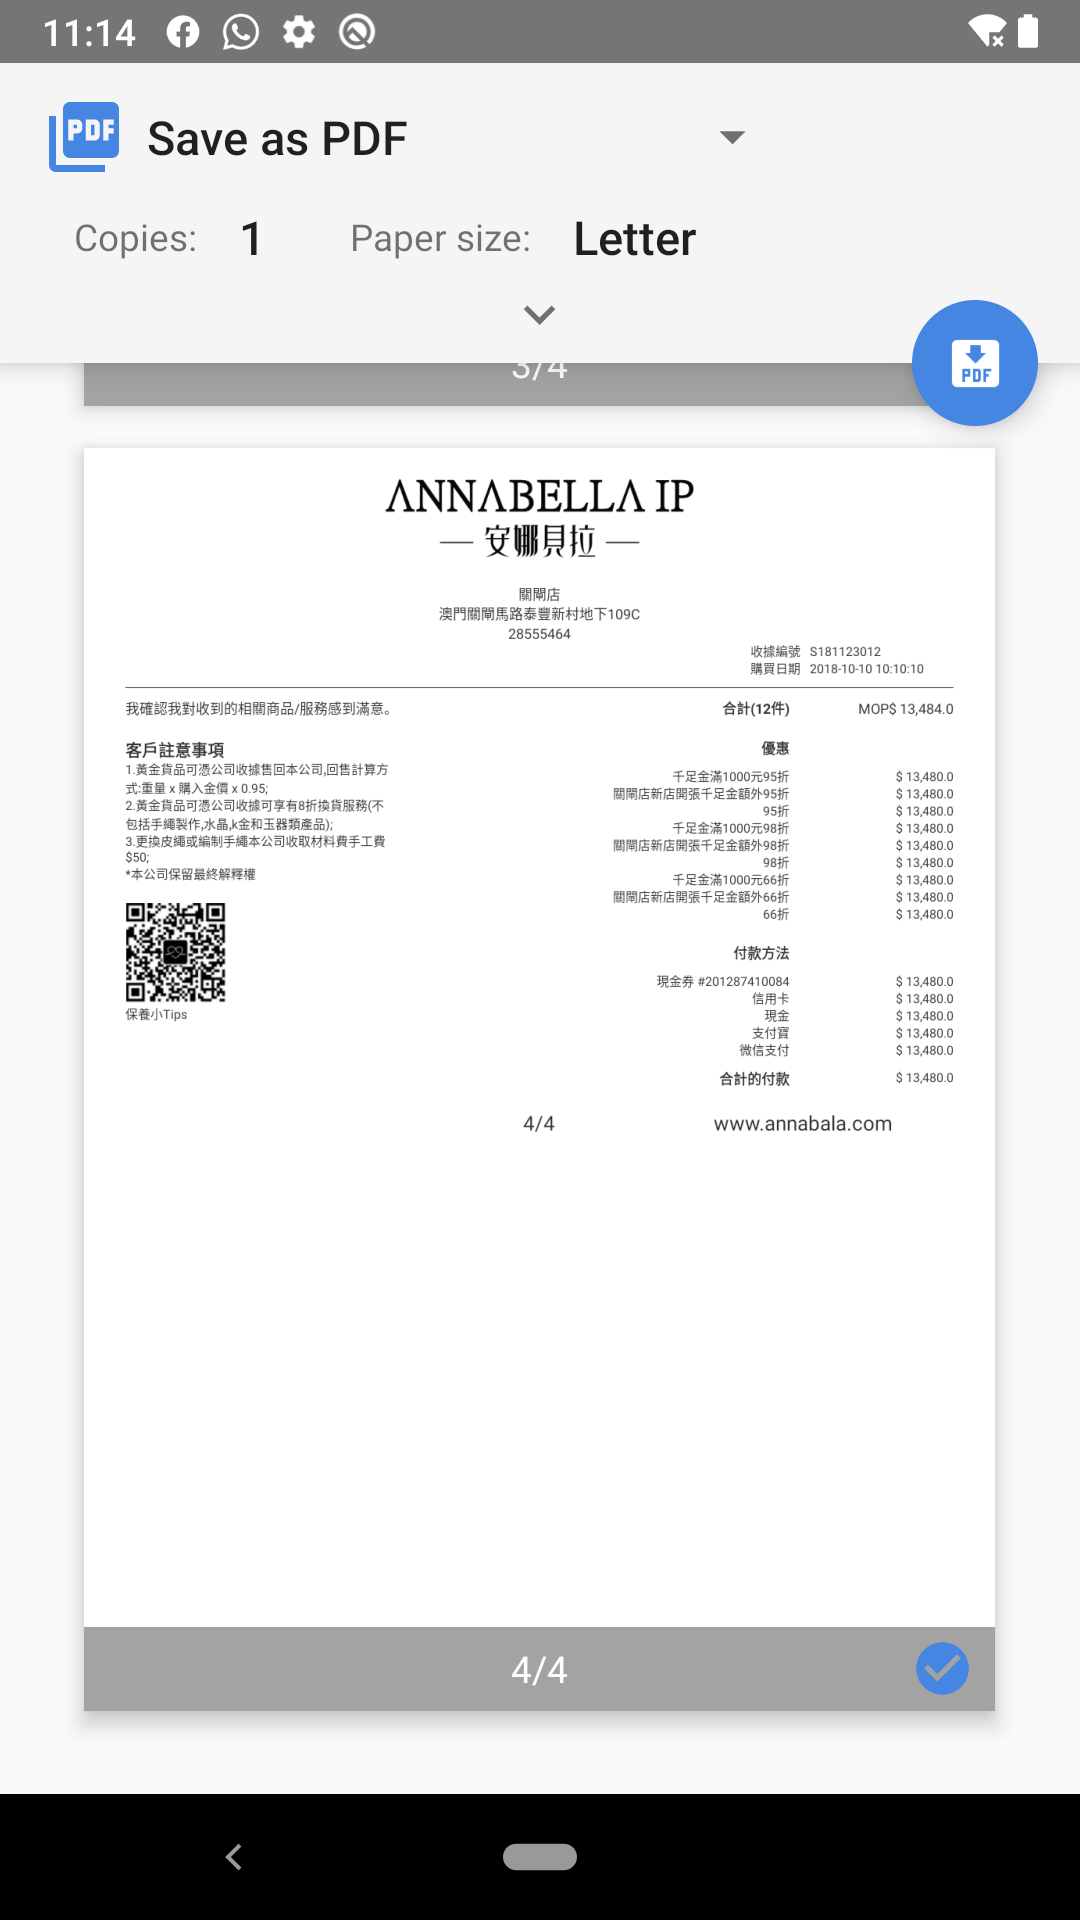 11:14
PDF
Save as PDF
Copies: 1 Paper size: Letter
PDF
3/4
ANNABELLA IP
安娜貝拉
關閘店
澳門關閘馬路泰豐新村地下109C
28555464
收據編號 S181123012
購買日期 2018-10-10 10:10:10
我確認我對收到的相關商品/服務感到滿意。
合計(12件) MOP$ 13,484.0
客戶註意事項
1.黃金貨品可憑公司收據售回本公司,回售計算方
式:重量 x 購入金價 x 0.95;
2.黃金貨品可憑公司收據可享有8折換貨服務(不
包括手繩製作,水晶,k金和玉器類產品);
3.更換皮繩或編制手繩本公司收取材料費手工費
$50;
*本公司保留最終解釋權
保養小Tips
優惠
千足金滿1000元95折 $ 13,480.0
關閘店新店開張千足金額外95折 $ 13,480.0
95折 $ 13,480.0
千足金滿1000元98折 $ 13,480.0
關閘店新店開張千足金額外98折 $ 13,480.0
98折 $ 13,480.0
千足金滿1000元66折 $ 13,480.0
關閘店新店開張千足金額外66折 $ 13,480.0
66折 $ 13,480.0
付款方法
現金券 #201287410084 $ 13,480.0
信用卡 $ 13,480.0
現金 $ 13,480.0
支付寶 $ 13,480.0
微信支付 $ 13,480.0
合計的付款 $ 13,480.0
4/4 www.annabala.com
4/4